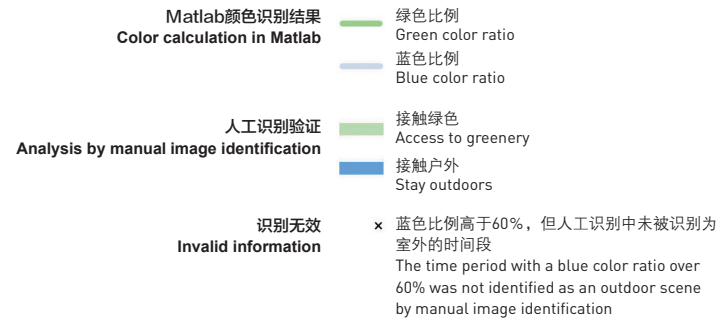 Matlab颜色识别结果
Color calculation in Matlab
绿色比例
Green color ratio
蓝色比例
Blue color ratio
人工识别验证
Analysis by manual image identification
接触绿色
Access to greenery
接触户外
Stay outdoors
识别无效
Invalid information
× 蓝色比例高于60%，但人工识别中未被识别为
室外的时间段
The time period with a blue color ratio over
60% was not identified as an outdoor scene
by manual image identification